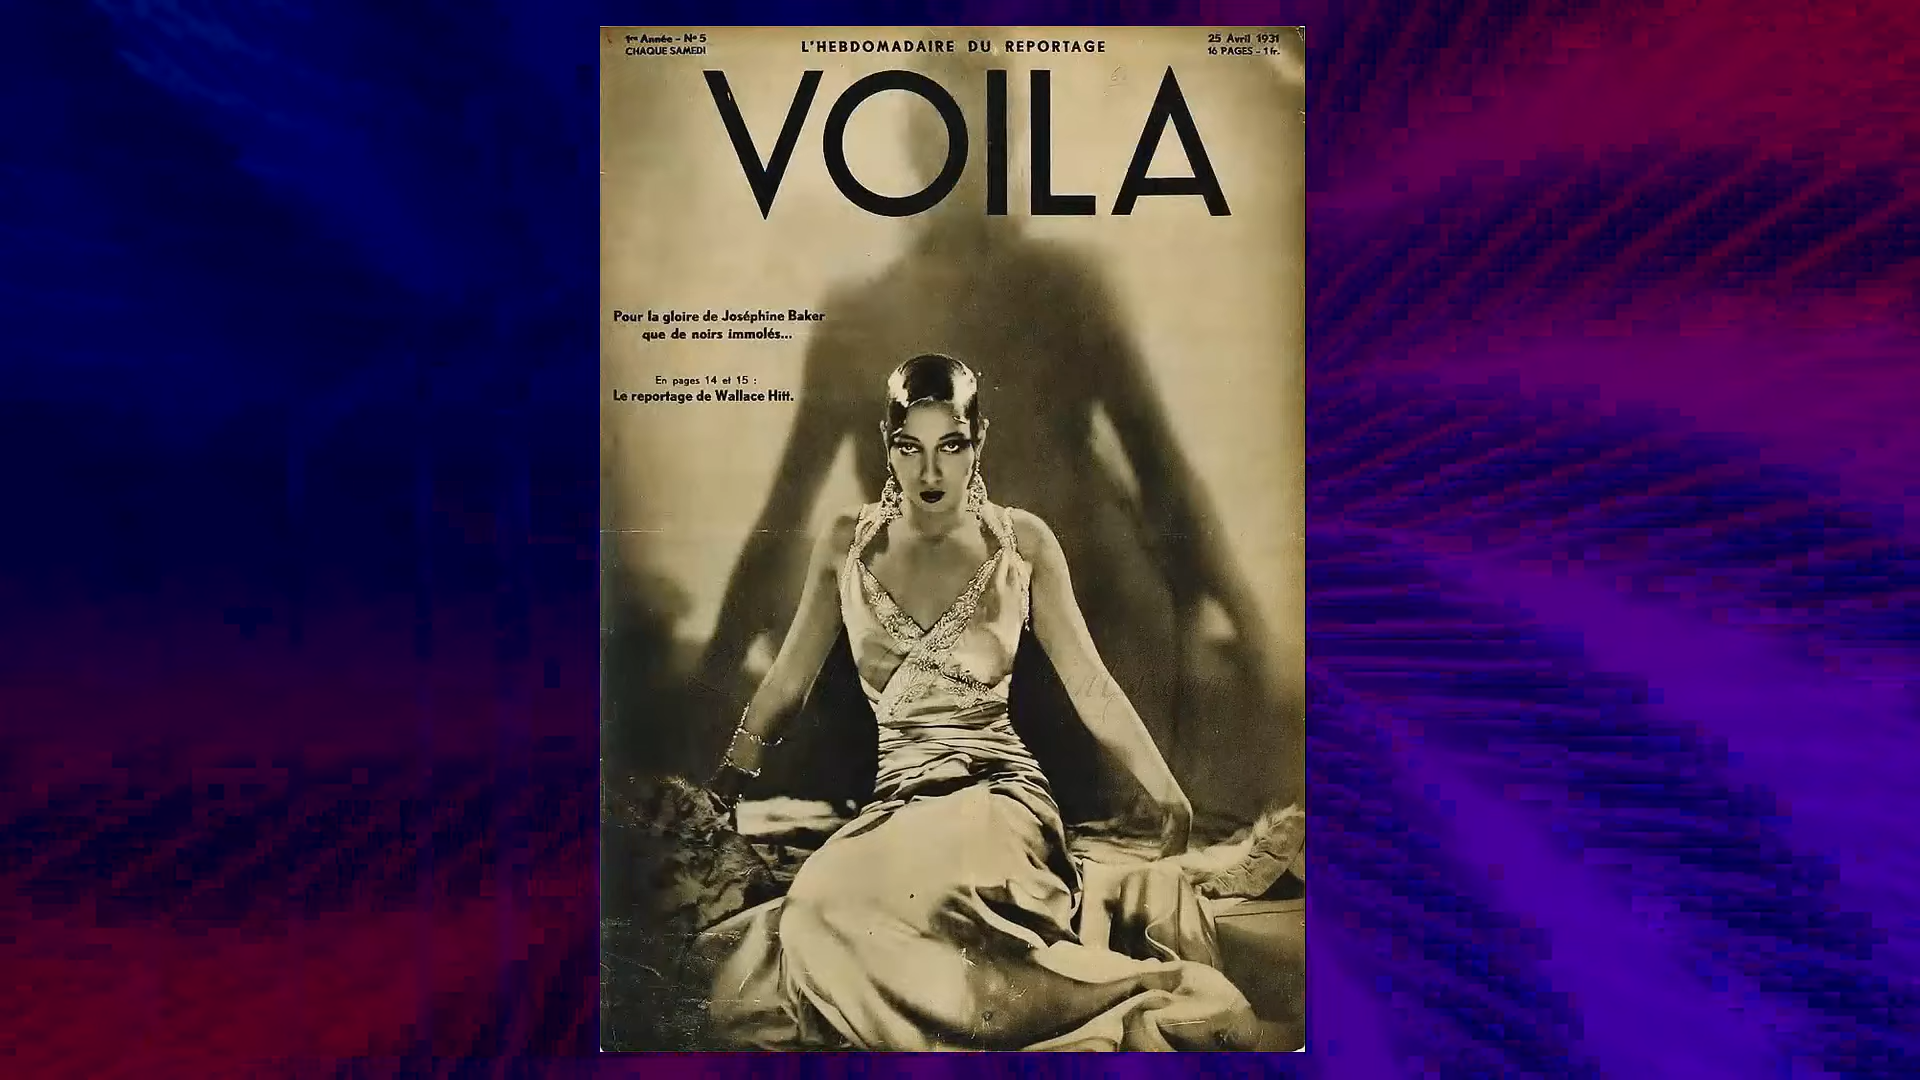 1re Année - No 5
CHAQUE SAMEDI
L'HEBDOMADAIRE DU REPORTAGE
25 Avril 1931
16 PAGES - 1 fr.
VOILA
Pour la gloire de Joséphine Baker
que de noirs immolés...
En pages 14 et 15 :
Le reportage de Wallace Hitt.